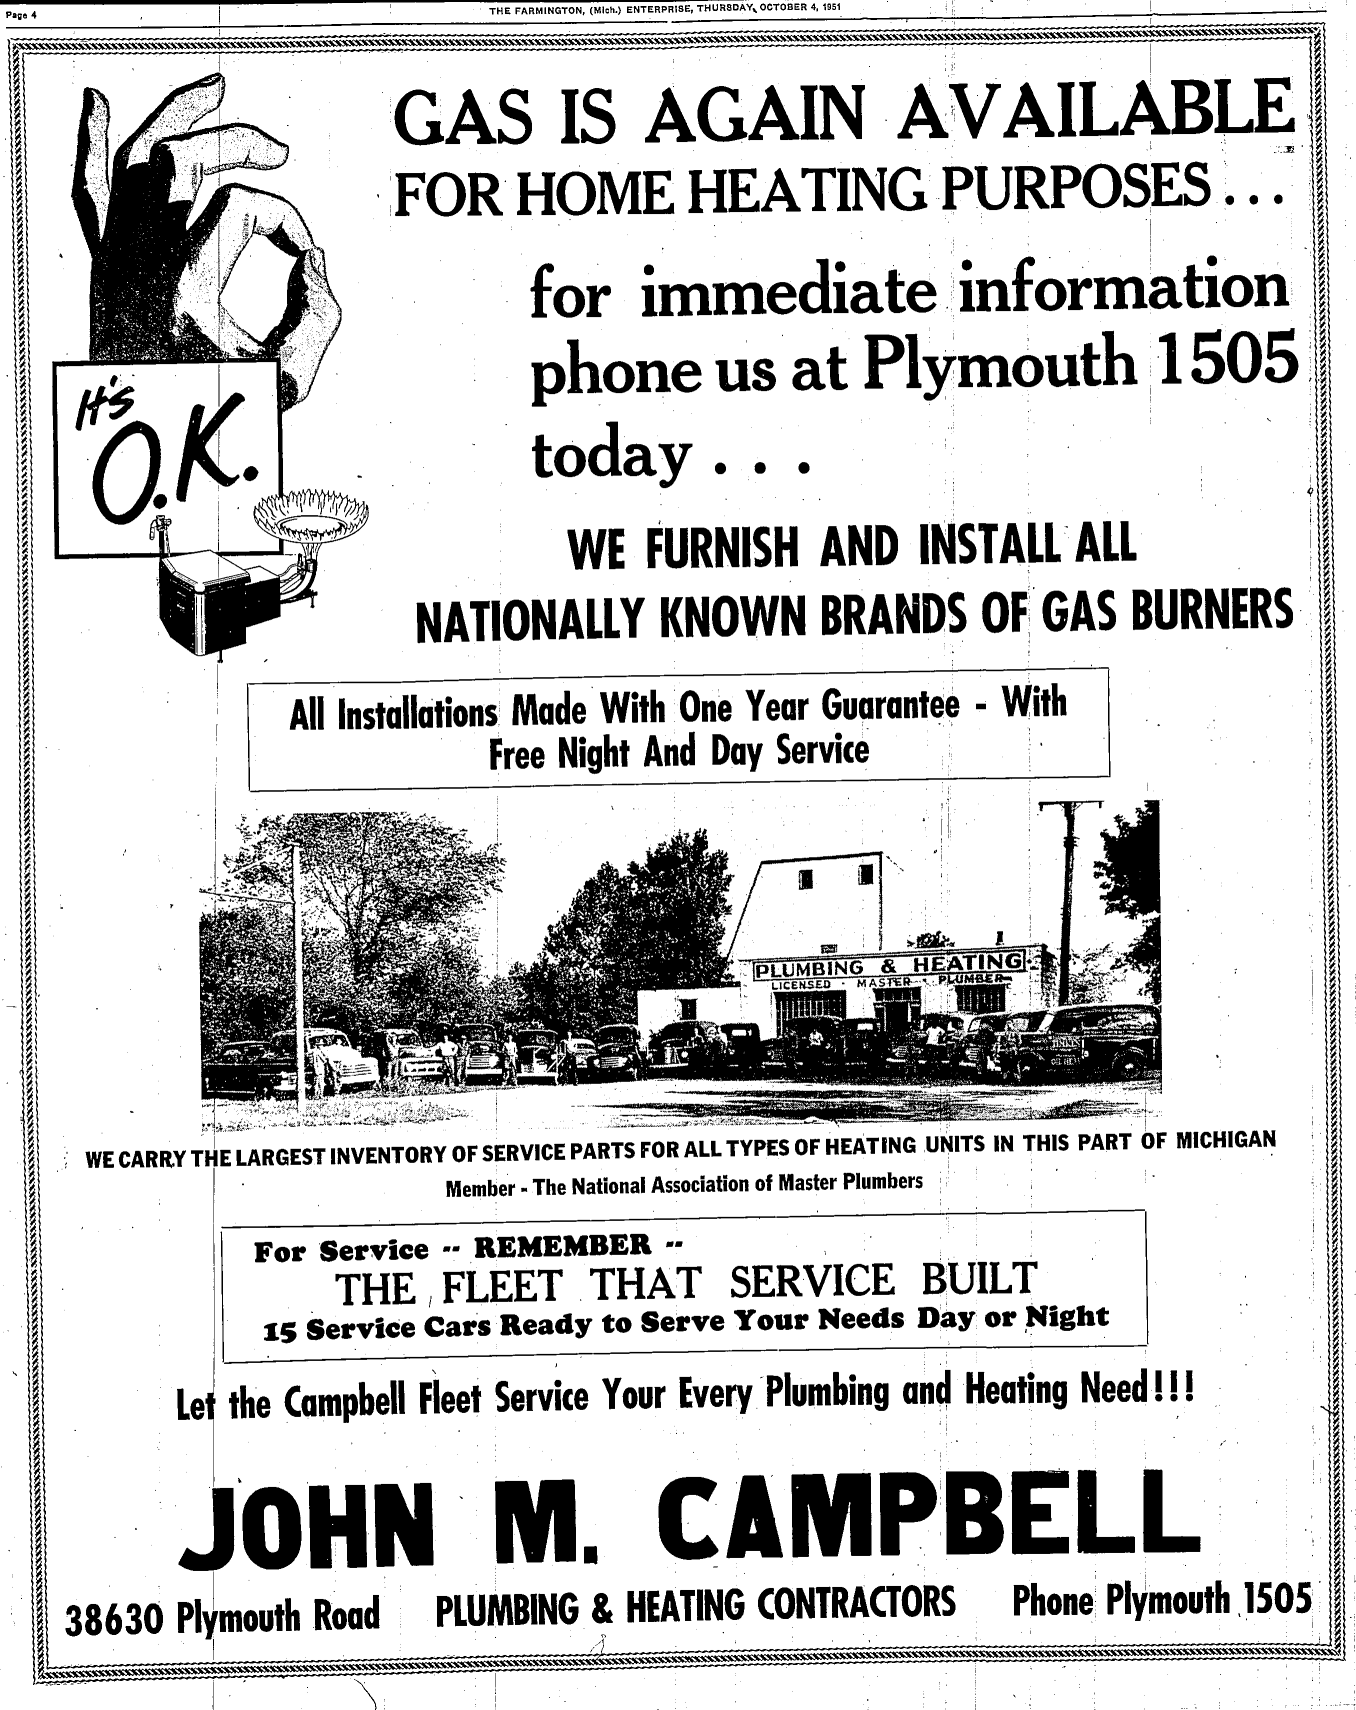 Page 4
THE FARMINGTON, (Mich.) ENTERPRISE, THURSDAY, OCTOBER 4, 1951
GAS IS AGAIN AVAILABLE
FOR HOME HEATING PURPOSES . . .
for immediate information
phone us at Plymouth 1505
today . . .
It's
O.K.
WE FURNISH AND INSTALL ALL
NATIONALLY KNOWN BRANDS OF GAS BURNERS
All Installations Made With One Year Guarantee - With
Free Night And Day Service
PLUMBING & HEATING
LICENSED · MASTER · PLUMBER
WE CARRY THE LARGEST INVENTORY OF SERVICE PARTS FOR ALL TYPES OF HEATING UNITS IN THIS PART OF MICHIGAN
Member - The National Association of Master Plumbers
For Service -- REMEMBER --
THE FLEET THAT SERVICE BUILT
15 Service Cars Ready to Serve Your Needs Day or Night
Let the Campbell Fleet Service Your Every Plumbing and Heating Need!!!
JOHN M. CAMPBELL
38630 Plymouth Road PLUMBING & HEATING CONTRACTORS Phone Plymouth 1505